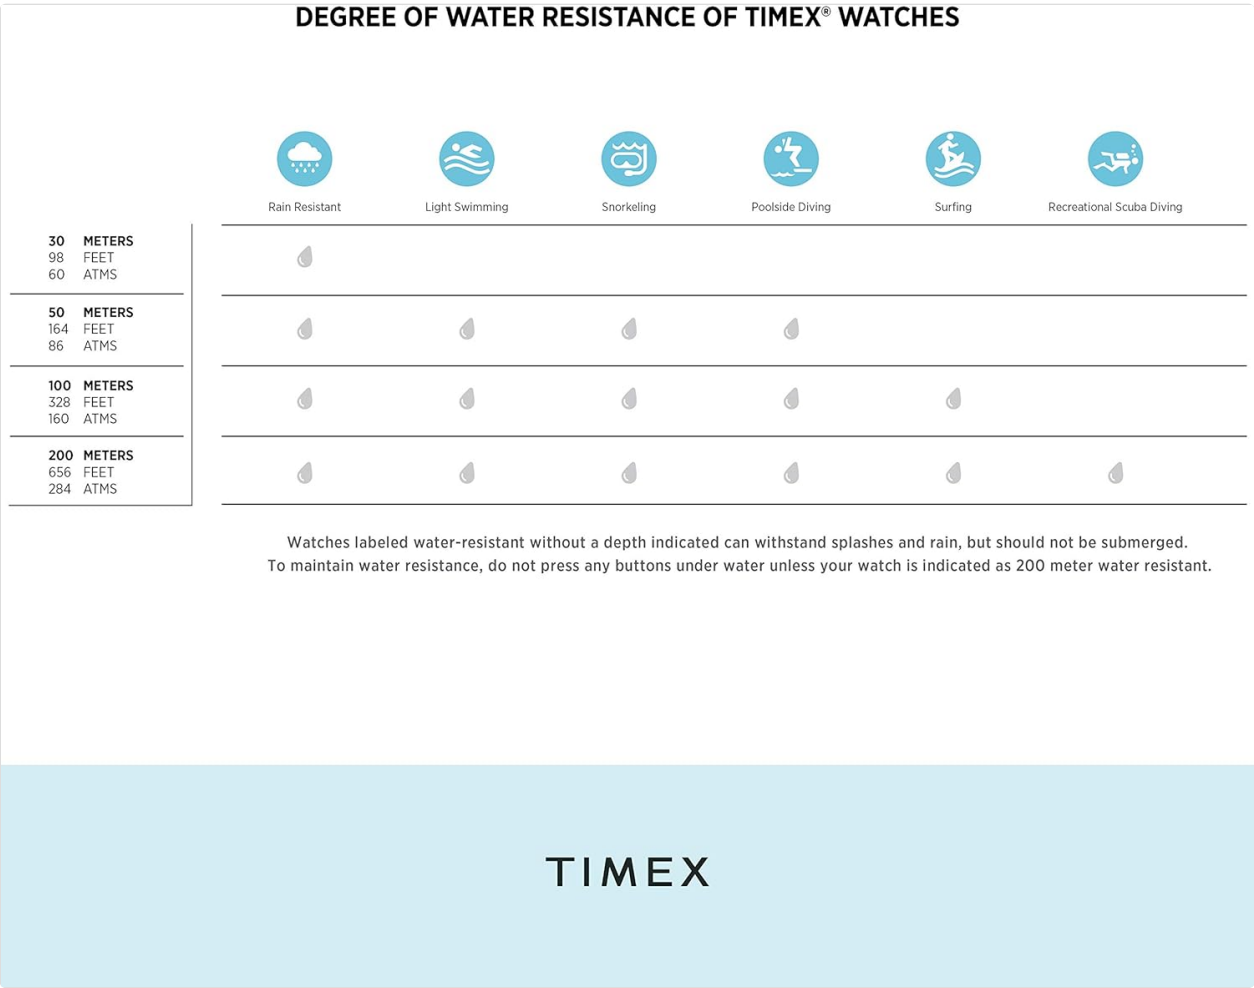 DEGREE OF WATER RESISTANCE OF TIMEX® WATCHES
Rain Resistant
Light Swimming
Snorkeling
Poolside Diving
Surfing
Recreational Scuba Diving
30 METERS
98 FEET
60 ATMS
50 METERS
164 FEET
86 ATMS
100 METERS
328 FEET
160 ATMS
200 METERS
656 FEET
284 ATMS
Watches labeled water-resistant without a depth indicated can withstand splashes and rain, but should not be submerged.
To maintain water resistance, do not press any buttons under water unless your watch is indicated as 200 meter water resistant.
TIMEX